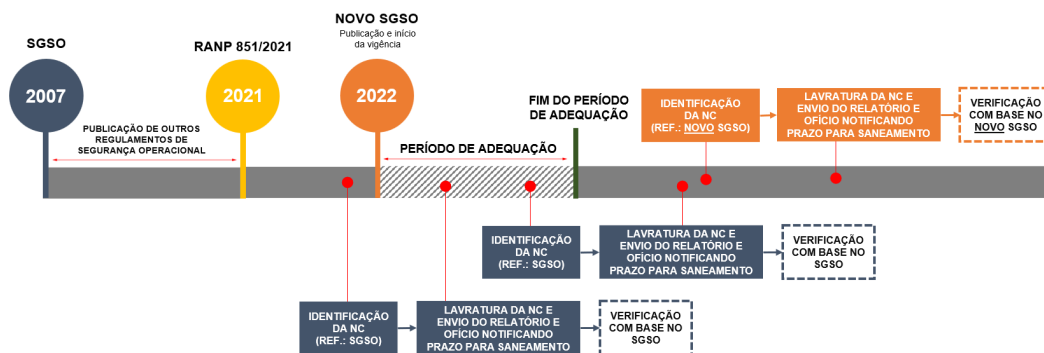 SGSO
2007
PUBLICAÇÃO DE OUTROS
REGULAMENTOS DE
SEGURANÇA OPERACIONAL
RANP 851/2021
2021
NOVO SGSO
Publicação e início
da vigência
2022
PERÍODO DE ADEQUAÇÃO
FIM DO PERÍODO
DE ADEQUAÇÃO
IDENTIFICAÇÃO
DA NC
(REF.: NOVO SGSO)
LAVRATURA DA NC E
ENVIO DO RELATÓRIO E
OFÍCIO NOTIFICANDO
PRAZO PARA SANEAMENTO
VERIFICAÇÃO
COM BASE NO
NOVO SGSO
IDENTIFICAÇÃO
DA NC
(REF.: SGSO)
LAVRATURA DA NC E
ENVIO DO RELATÓRIO E
OFÍCIO NOTIFICANDO
PRAZO PARA SANEAMENTO
VERIFICAÇÃO
COM BASE NO
SGSO
IDENTIFICAÇÃO
DA NC
(REF.: SGSO)
LAVRATURA DA NC E
ENVIO DO RELATÓRIO E
OFÍCIO NOTIFICANDO
PRAZO PARA SANEAMENTO
VERIFICAÇÃO
COM BASE NO
SGSO